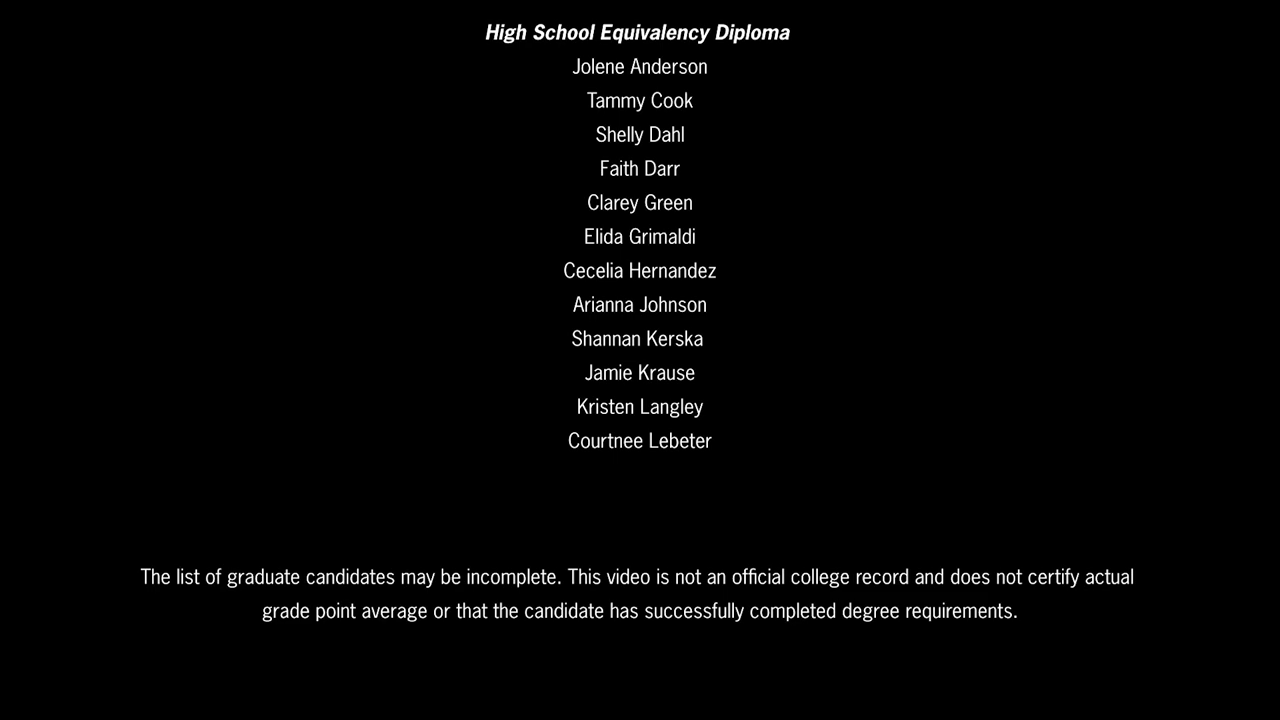 High School Equivalency Diploma
Jolene Anderson
Tammy Cook
Shelly Dahl
Faith Darr
Clarey Green
Elida Grimaldi
Cecelia Hernandez
Arianna Johnson
Shannan Kerska
Jamie Krause
Kristen Langley
Courtnee Lebeter
The list of graduate candidates may be incomplete. This video is not an official college record and does not certify actual
grade point average or that the candidate has successfully completed degree requirements.